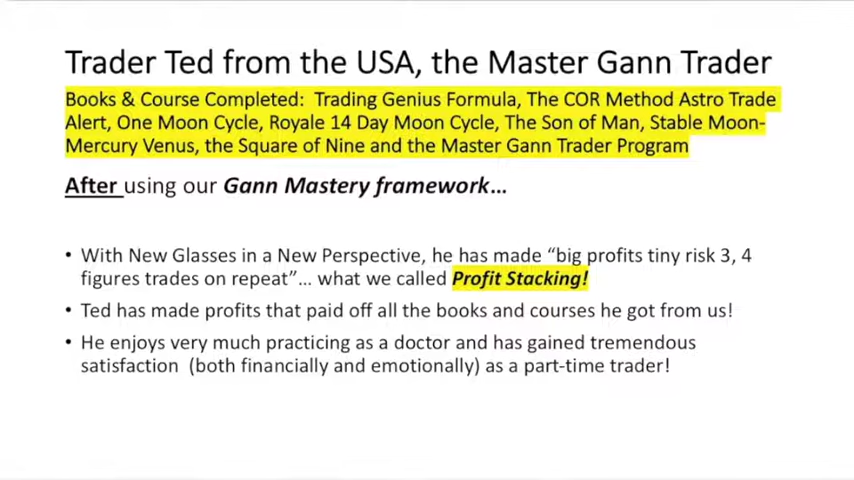 Trader Ted from the USA, the Master Gann Trader
Books & Course Completed: Trading Genius Formula, The COR Method Astro Trade
Alert, One Moon Cycle, Royale 14 Day Moon Cycle, The Son of Man, Stable Moon-
Mercury Venus, the Square of Nine and the Master Gann Trader Program
After using our Gann Mastery framework...
• With New Glasses in a New Perspective, he has made “big profits tiny risk 3, 4
figures trades on repeat”... what we called Profit Stacking!
• Ted has made profits that paid off all the books and courses he got from us!
• He enjoys very much practicing as a doctor and has gained tremendous
satisfaction (both financially and emotionally) as a part-time trader!